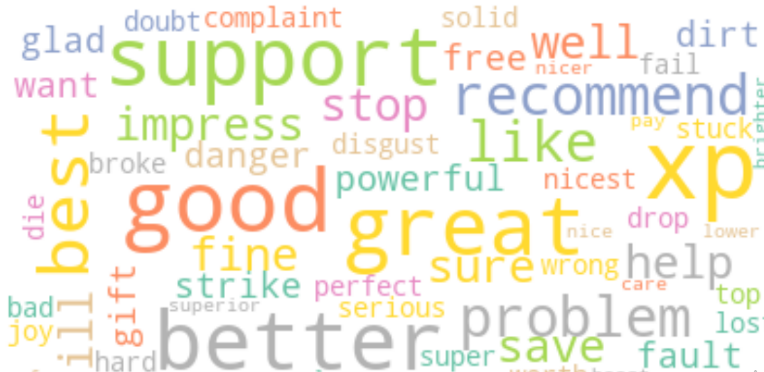 doubt complaint solid
glad support well dirt
free nicer fail
want stop recommend
impress like pay stuck brighter
best broke danger disgust xp
good powerful nicest
die great nice drop lower
fine sure wrong help
gift strike perfect care top
bad superior serious problem
joy ill better save
hard super fault